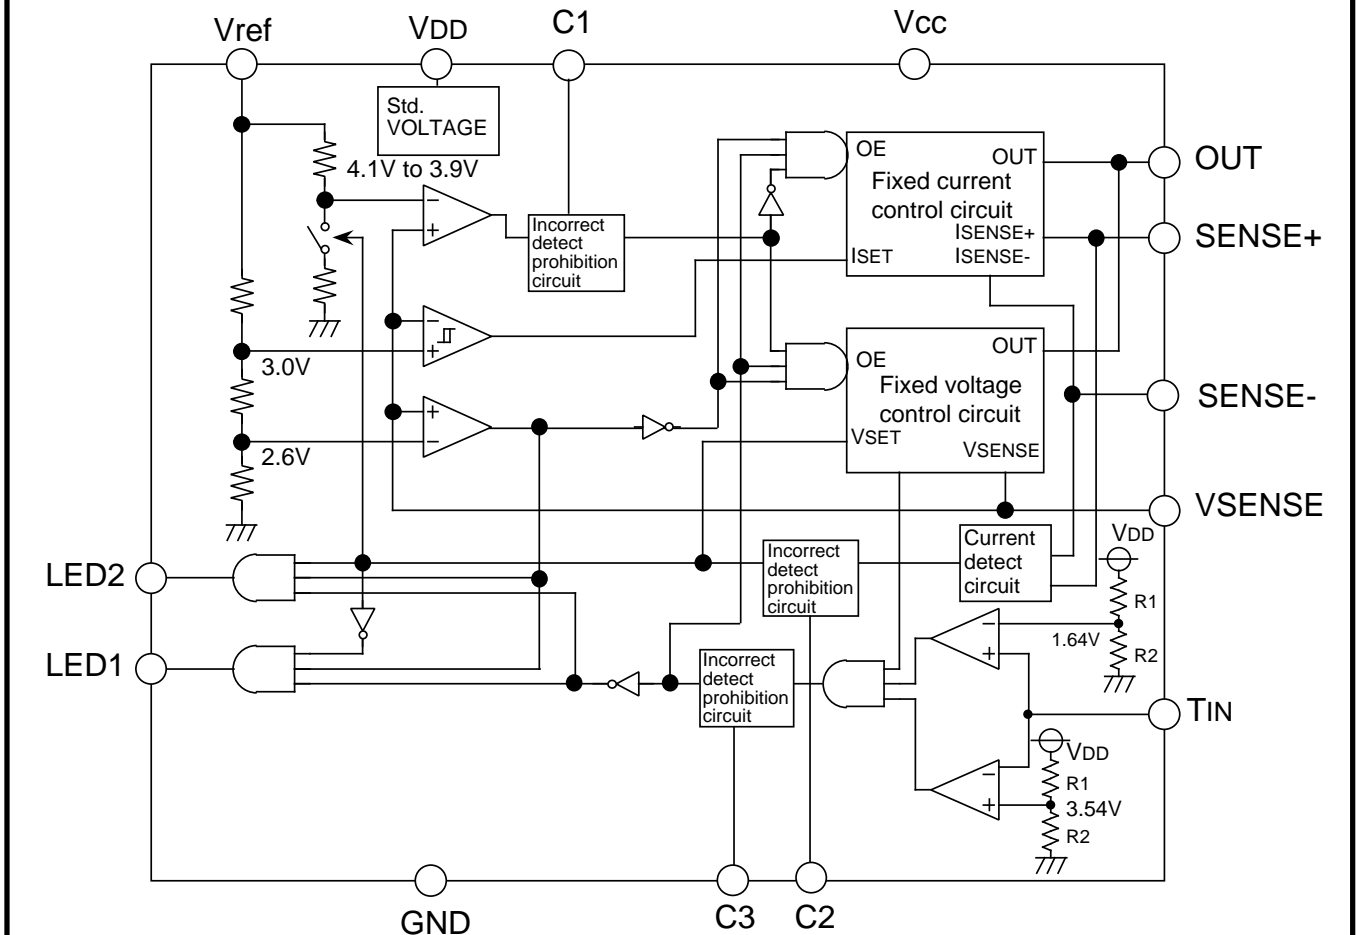 Vref
VDD
C1
Vcc
Std.
VOLTAGE
4.1V to 3.9V
−
+
Incorrect
detect
prohibition
circuit
OE
OUT
Fixed current
control circuit
ISENSE+
ISENSE-
ISET
OUT
SENSE+
−
+
3.0V
OE
OUT
Fixed voltage
control circuit
VSET
VSENSE
SENSE-
+
−
2.6V
VSENSE
LED2
Incorrect
detect
prohibition
circuit
Current
detect
circuit
VDD
R1
1.64V
R2
−
+
LED1
Incorrect
detect
prohibition
circuit
TIN
VDD
−
+
R1
3.54V
R2
GND
C3
C2